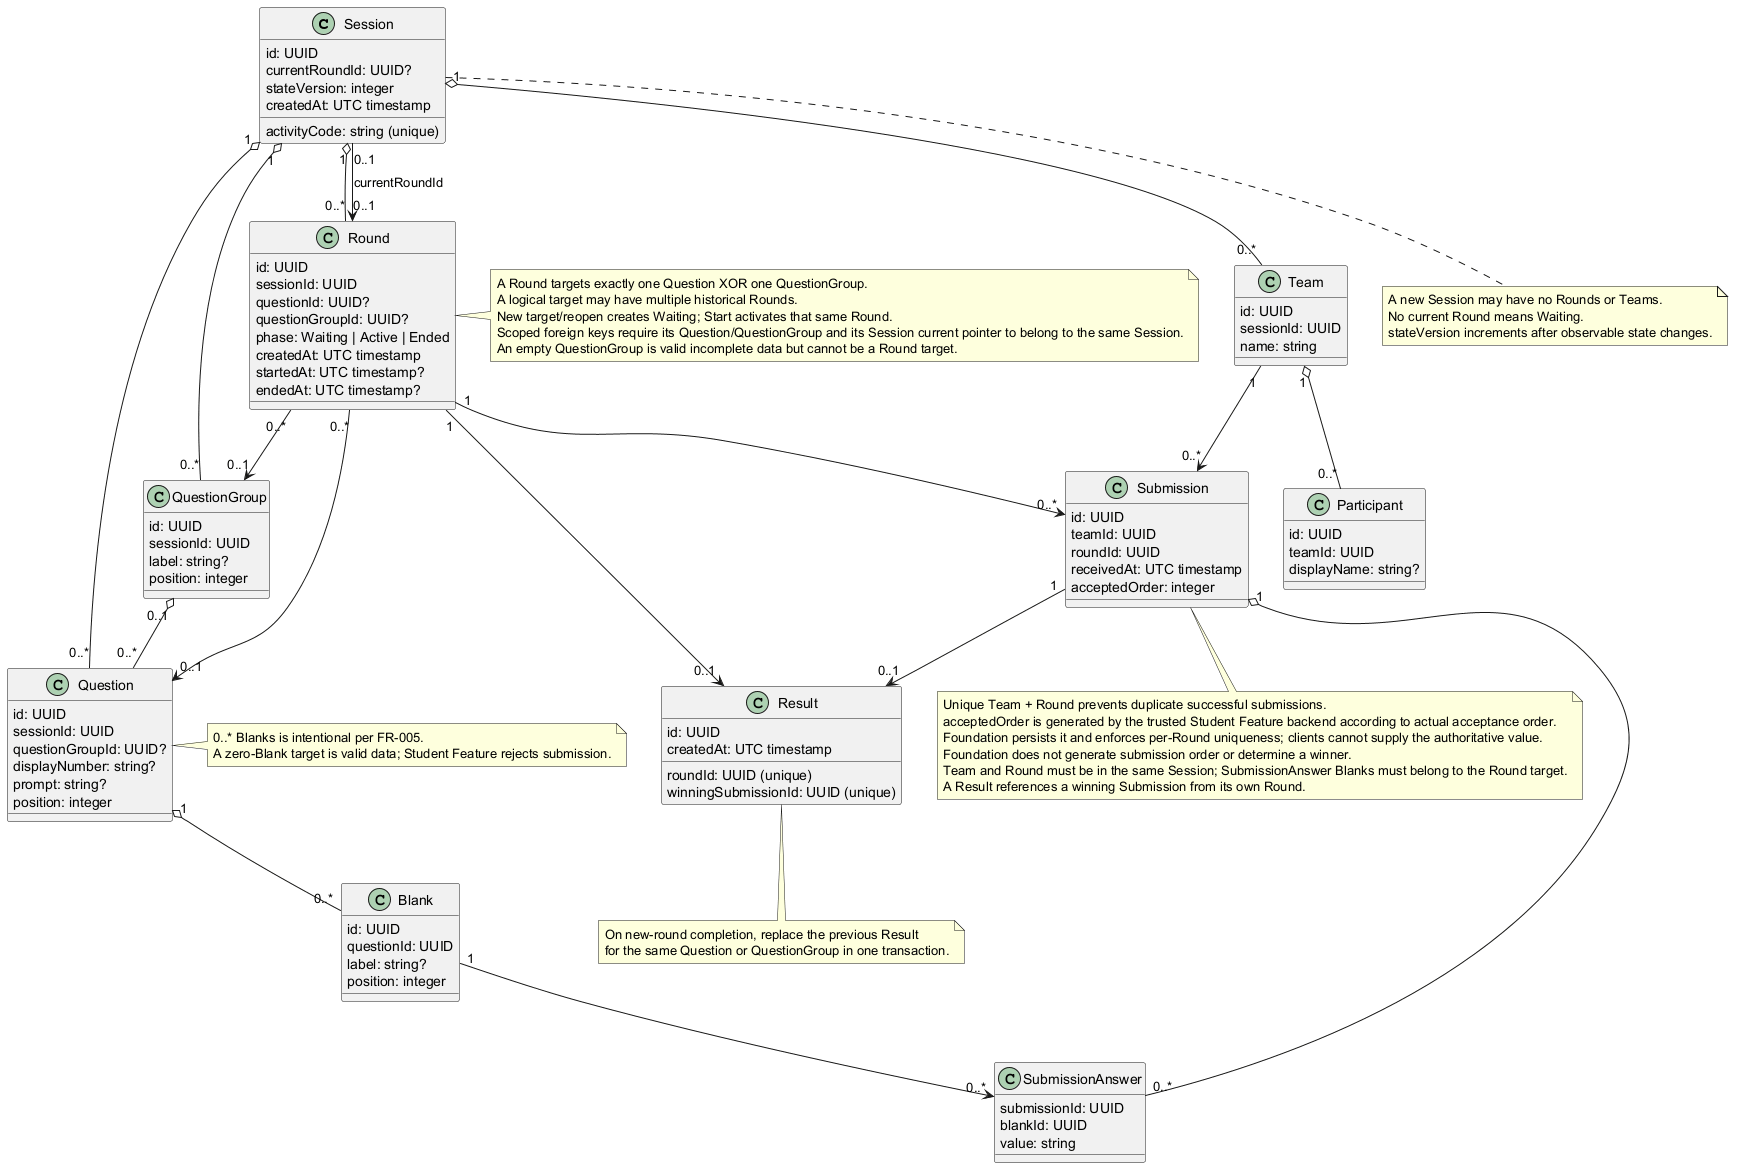 C Session
id: UUID
currentRoundId: UUID?
stateVersion: integer
createdAt: UTC timestamp
activityCode: string (unique)
1
1
1
1
0..1
currentRoundId
0..*
0..1
C Round
id: UUID
sessionId: UUID
questionId: UUID?
questionGroupId: UUID?
phase: Waiting | Active | Ended
createdAt: UTC timestamp
startedAt: UTC timestamp?
endedAt: UTC timestamp?
A Round targets exactly one Question XOR one QuestionGroup.
A logical target may have multiple historical Rounds.
New target/reopen creates Waiting; Start activates that same Round.
Scoped foreign keys require its Question/QuestionGroup and its Session current pointer to belong to the same Session.
An empty QuestionGroup is valid incomplete data but cannot be a Round target.
0..*
C Team
id: UUID
sessionId: UUID
name: string
A new Session may have no Rounds or Teams.
No current Round means Waiting.
stateVersion increments after observable state changes.
1
1
0..*
0..*
1
1
0..*
0..1
0..*
0..*
0..*
C QuestionGroup
id: UUID
sessionId: UUID
label: string?
position: integer
0..1
0..*
0..*
0..1
C Submission
id: UUID
teamId: UUID
roundId: UUID
receivedAt: UTC timestamp
acceptedOrder: integer
C Participant
id: UUID
teamId: UUID
displayName: string?
1
1
0..1
0..1
C Question
id: UUID
sessionId: UUID
questionGroupId: UUID?
displayNumber: string?
prompt: string?
position: integer
0..* Blanks is intentional per FR-005.
A zero-Blank target is valid data; Student Feature rejects submission.
C Result
id: UUID
createdAt: UTC timestamp
roundId: UUID (unique)
winningSubmissionId: UUID (unique)
Unique Team + Round prevents duplicate successful submissions.
acceptedOrder is generated by the trusted Student Feature backend according to actual acceptance order.
Foundation persists it and enforces per-Round uniqueness; clients cannot supply the authoritative value.
Foundation does not generate submission order or determine a winner.
Team and Round must be in the same Session; SubmissionAnswer Blanks must belong to the Round target.
A Result references a winning Submission from its own Round.
1
0..*
C Blank
id: UUID
questionId: UUID
label: string?
position: integer
On new-round completion, replace the previous Result
for the same Question or QuestionGroup in one transaction.
1
0..*
0..*
C SubmissionAnswer
submissionId: UUID
blankId: UUID
value: string